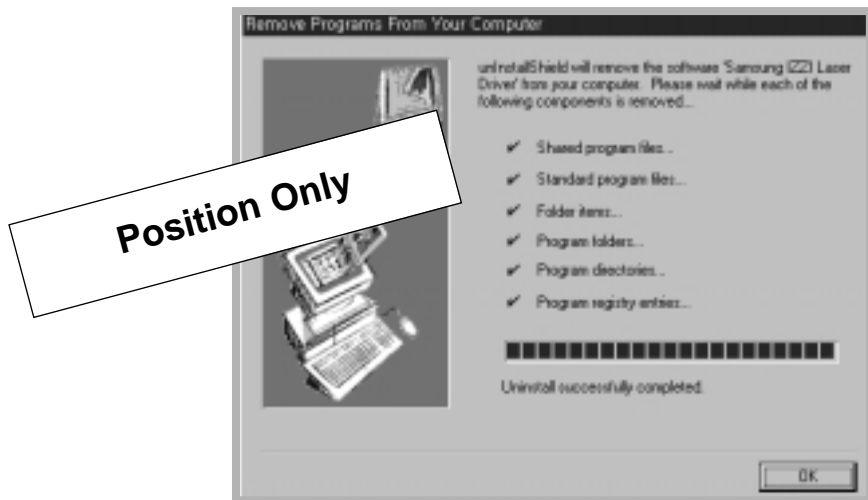 Remove Programs From Your Computer
unInstallShield will remove the software 'Samsung Laser
Driver' from your computer. Please wait while each of the
following components is removed...
✔ Shared program files...
✔ Standard program files...
✔ Folder items...
✔ Program folders...
✔ Program directories...
✔ Program registry entries...
Position Only
Uninstall successfully completed.
OK